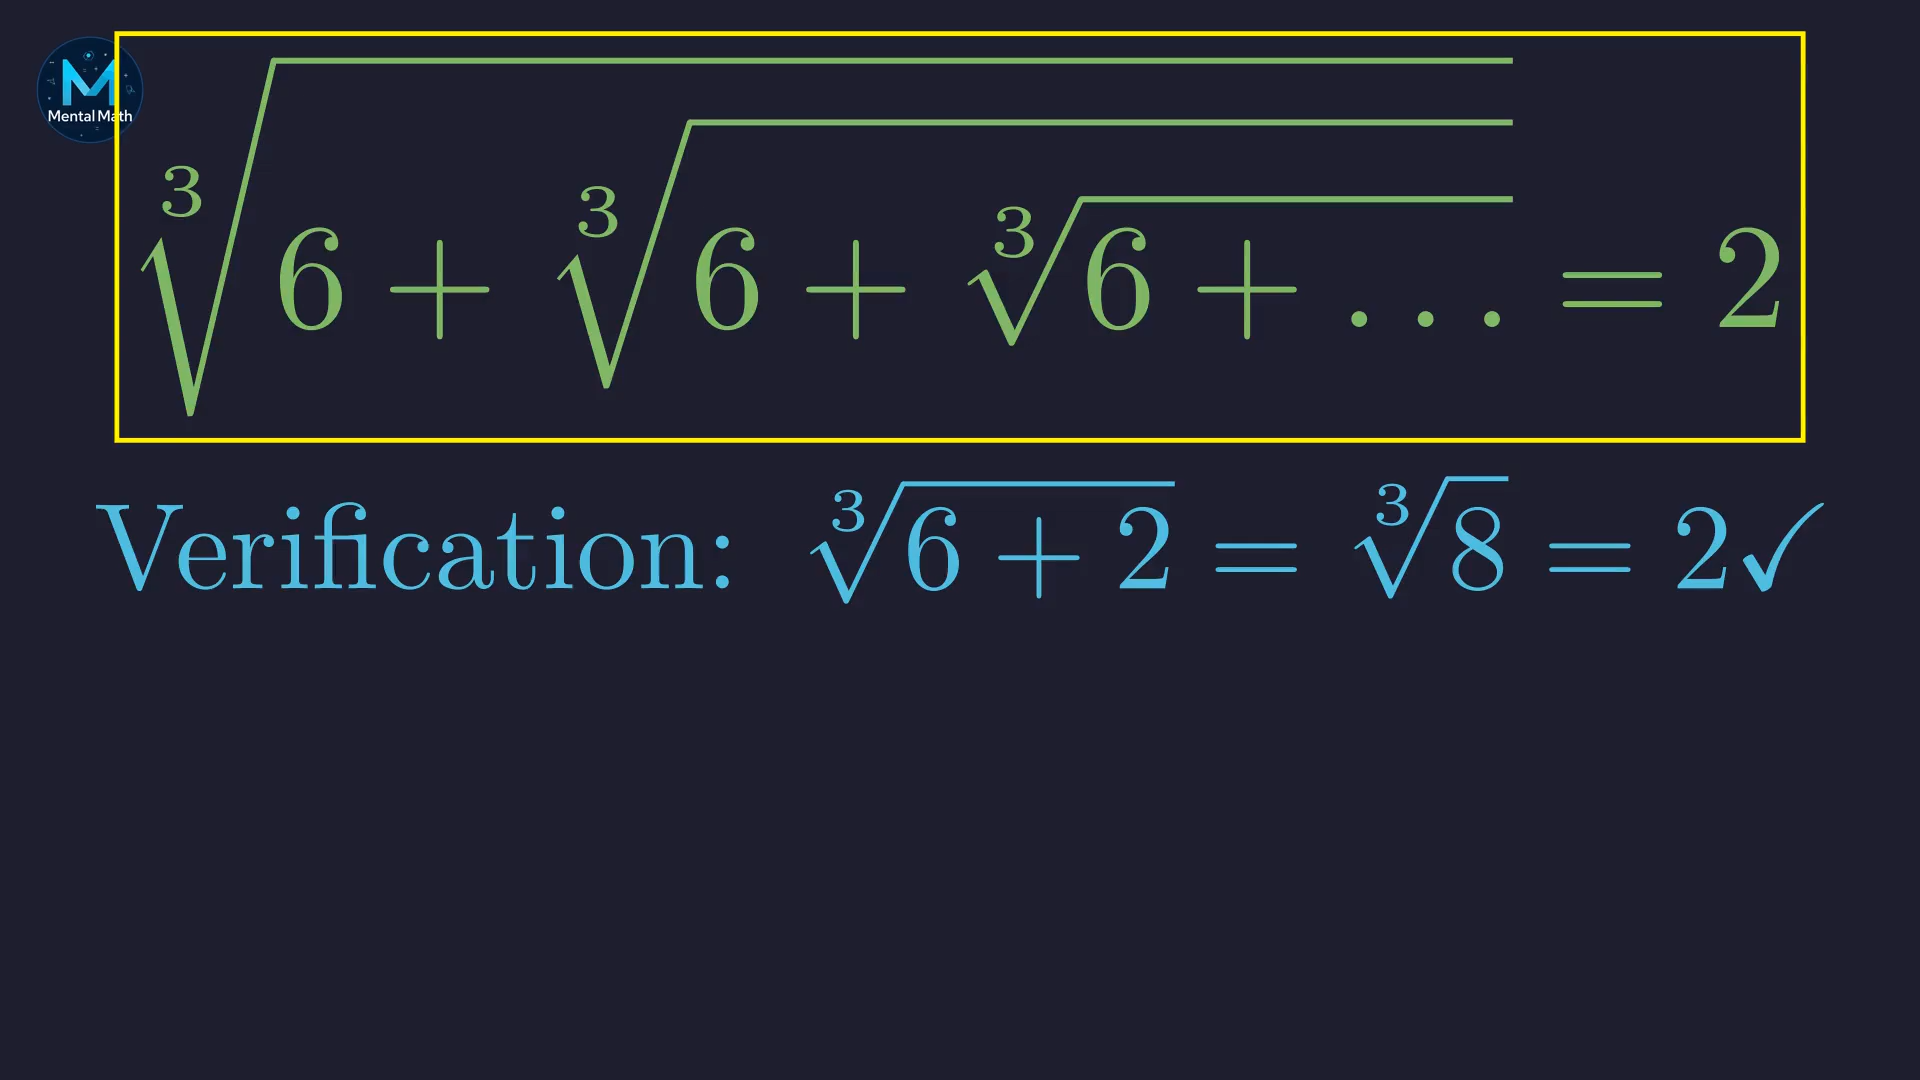 Mental Math
∛(6 + ∛(6 + ∛(6 + . . .))) = 2
Verification: ∛(6 + 2) = ∛8 = 2✓